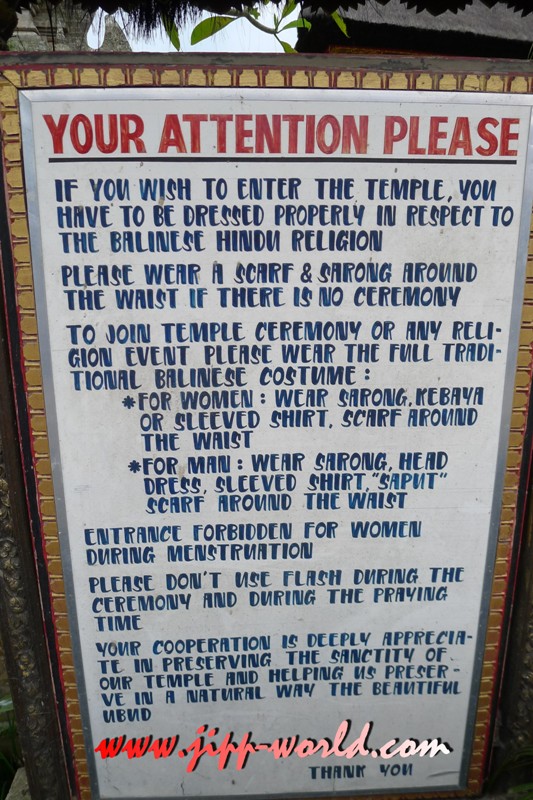 YOUR ATTENTION PLEASE
IF YOU WISH TO ENTER THE TEMPLE, YOU
HAVE TO BE DRESSED PROPERLY IN RESPECT TO
THE BALINESE HINDU RELIGION
PLEASE WEAR A SCARF & SARONG AROUND
THE WAIST IF THERE IS NO CEREMONY
TO JOIN TEMPLE CEREMONY OR ANY RELI-
GION EVENT PLEASE WEAR THE FULL TRADI-
TIONAL BALINESE COSTUME :
*FOR WOMEN : WEAR SARONG, KEBAYA
OR SLEEVED SHIRT, SCARF AROUND
THE WAIST
*FOR MAN : WEAR SARONG, HEAD
DRESS, SLEEVED SHIRT, "SAPUT"
SCARF AROUND THE WAIST
ENTRANCE FORBIDDEN FOR WOMEN
DURING MENSTRUATION
PLEASE DON'T USE FLASH DURING THE
CEREMONY AND DURING THE PRAYING
TIME
YOUR COOPERATION IS DEEPLY APPRECIA-
TE IN PRESERVING THE SANCTITY OF
OUR TEMPLE AND HELPING US PRESER-
VE IN A NATURAL WAY THE BEAUTIFUL
UBUD
www.jipp-world.com
THANK YOU